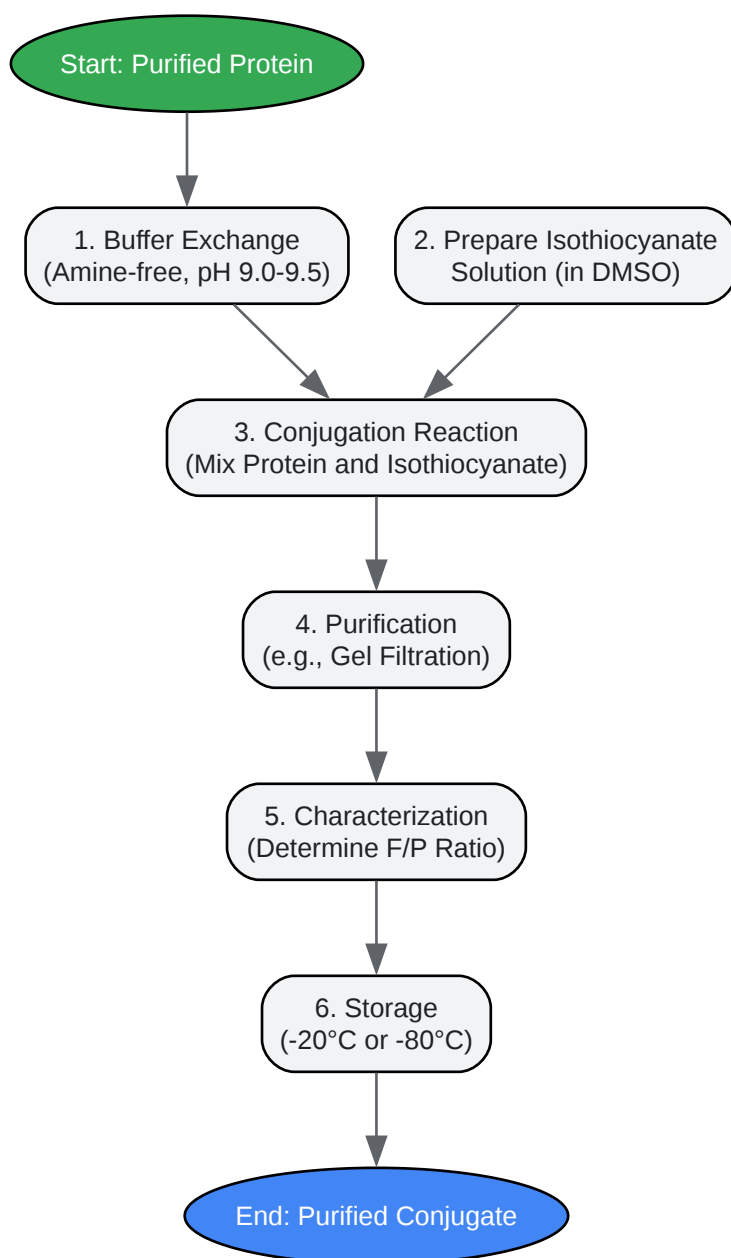 Start: Purified Protein
1. Buffer Exchange
(Amine-free, pH 9.0-9.5)
2. Prepare Isothiocyanate
Solution (in DMSO)
3. Conjugation Reaction
(Mix Protein and Isothiocyanate)
4. Purification
(e.g., Gel Filtration)
5. Characterization
(Determine F/P Ratio)
6. Storage
(-20°C or -80°C)
End: Purified Conjugate